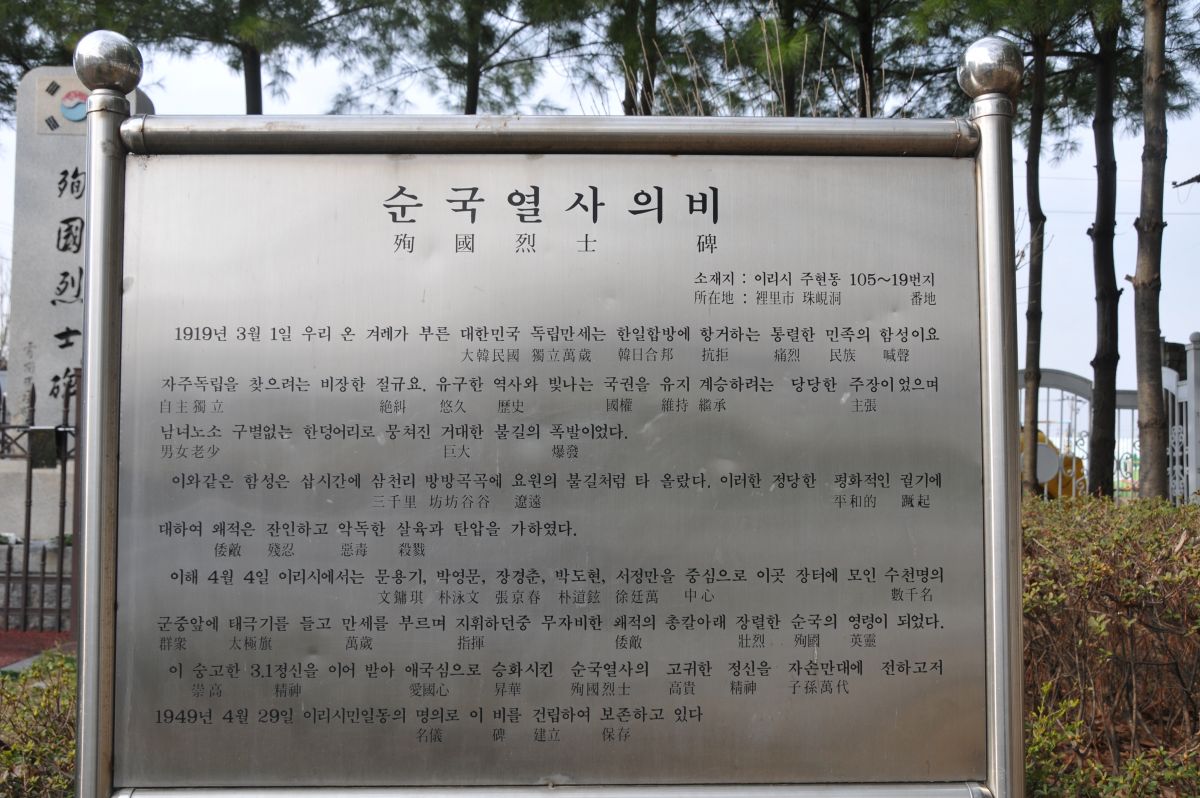 殉國烈士碑
순국열사의비
殉國烈士 碑
소재지 : 이리시 주현동 105~19번지
所在地 : 裡里市 珠峴洞 番地
1919년 3월 1일 우리 온 겨레가 부른 대한민국 독립만세는 한일합방에 항거하는 통렬한 민족의 함성이요
大韓民國 獨立萬歲 韓日合邦 抗拒 痛烈 民族 喊聲
자주독립을 찾으려는 비장한 절규요. 유구한 역사와 빛나는 국권을 유지 계승하려는 당당한 주장이었으며
自主獨立 絶糾 悠久 歷史 國權 維持 繼承 主張
남녀노소 구별없는 한덩어리로 뭉쳐진 거대한 불길의 폭발이었다.
男女老少 巨大 爆發
이와같은 함성은 삽시간에 삼천리 방방곡곡에 요원의 불길처럼 타 올랐다. 이러한 정당한 평화적인 궐기에
三千里 坊坊谷谷 遼遠 平和的 蹶起
대하여 왜적은 잔인하고 악독한 살육과 탄압을 가하였다.
倭敵 殘忍 惡毒 殺戮
이해 4월 4일 이리시에서는 문용기, 박영문, 장경춘, 박도현, 서정만을 중심으로 이곳 장터에 모인 수천명의
文鏞琪 朴泳文 張京春 朴道鉉 徐廷萬 中心 數千名
군중앞에 태극기를 들고 만세를 부르며 지휘하던중 무자비한 왜적의 총칼아래 장렬한 순국의 영령이 되었다.
群衆 太極旗 萬歲 指揮 倭敵 壯烈 殉國 英靈
이 숭고한 3.1정신을 이어 받아 애국심으로 승화시킨 순국열사의 고귀한 정신을 자손만대에 전하고저
崇高 精神 愛國心 昇華 殉國烈士 高貴 精神 子孫萬代
1949년 4월 29일 이리시민일동의 명의로 이 비를 건립하여 보존하고 있다
名儀 碑 建立 保存